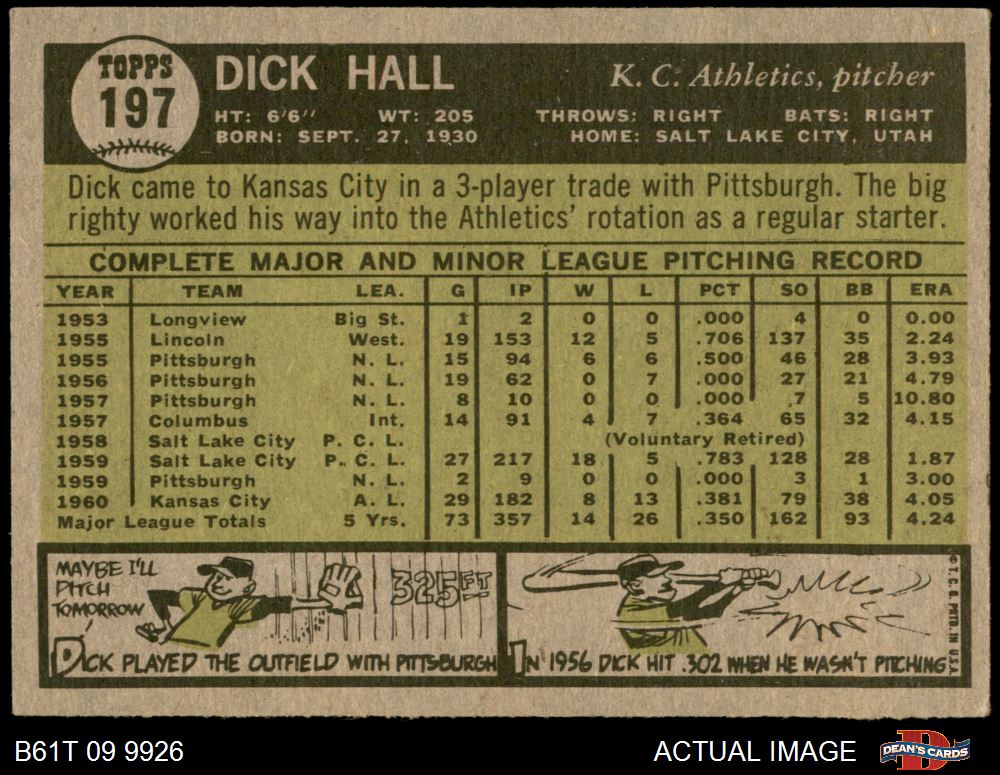 TOPPS
197
DICK HALL
K. C. Athletics, pitcher
HT: 6'6" WT: 205 THROWS: RIGHT BATS: RIGHT
BORN: SEPT. 27, 1930 HOME: SALT LAKE CITY, UTAH
Dick came to Kansas City in a 3-player trade with Pittsburgh. The big
righty worked his way into the Athletics' rotation as a regular starter.
COMPLETE MAJOR AND MINOR LEAGUE PITCHING RECORD
YEAR TEAM LEA. G IP W L PCT SO BB ERA
1953 Longview Big St. 1 2 0 0 .000 4 0 0.00
1955 Lincoln West. 19 153 12 5 .706 137 35 2.24
1955 Pittsburgh N. L. 15 94 6 6 .500 46 28 3.93
1956 Pittsburgh N. L. 19 62 0 7 .000 27 21 4.79
1957 Pittsburgh N. L. 8 10 0 0 .000 7 5 10.80
1957 Columbus Int. 14 91 4 7 .364 65 32 4.15
1958 Salt Lake City P. C. L. (Voluntary Retired)
1959 Salt Lake City P. C. L. 27 217 18 5 .783 128 28 1.87
1959 Pittsburgh N. L. 2 9 0 0 .000 3 1 3.00
1960 Kansas City A. L. 29 182 8 13 .381 79 38 4.05
Major League Totals 5 Yrs. 73 357 14 26 .350 162 93 4.24
MAYBE I'LL
PITCH
TOMORROW
325 FT
DICK PLAYED THE OUTFIELD WITH PITTSBURGH
IN 1956 DICK HIT .302 WHEN HE WASN'T PITCHING
© T. C. G. PRTD. IN U.S.A.
B61T 09 9926
ACTUAL IMAGE
DEAN'S CARDS